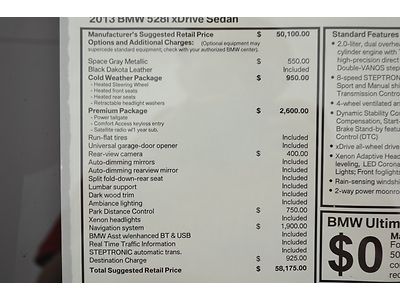 2013 BMW 528i xDrive Sedan
Manufacturer's Suggested Retail Price $ 50,100.00
Options and Additional Charges: (Optional equipment may
supercede standard equipment; check with your authorized BMW center).
Space Gray Metallic $ 550.00
Black Dakota Leather Included
Cold Weather Package $ 950.00
- Heated Steering Wheel
- Heated front seats
- Heated rear seats
- Retractable headlight washers
Premium Package $ 2,600.00
- Power tailgate
- Comfort Access keyless entry
- Satellite radio w/1 year sub.
Run-flat tires Included
Universal garage-door opener Included
Rear-view camera $ 400.00
Auto-dimming mirrors Included
Auto-dimming rearview mirror Included
Split fold-down-rear seat Included
Lumbar support Included
Dark wood trim Included
Ambiance lighting Included
Park Distance Control $ 750.00
Xenon headlights Included
Navigation system $ 1,900.00
BMW Asst w/enhanced BT & USB Included
Real Time Traffic Information Included
STEPTRONIC automatic trans. Included
Destination Charge $ 925.00
Total Suggested Retail Price $ 58,175.00
Standard Features
• 2.0-liter, dual overhea
cylinder engine with
high-precision direct
Double-VANOS step
• 8-speed STEPTRONIC
Sport and Manual shi
Transmission Contro
• 4-wheel ventilated an
• Dynamic Stability Co
Compensation, Start-
Brake Stand-by featu
Control (DTC)
• xDrive all-wheel drive
• Xenon Adaptive Head
leveling, LED Corona
Lights; Front foglights
• Rain-sensing windshi
• 2-way power moonro
BMW Ultim
$0
Ma
Fo
50
co
rec